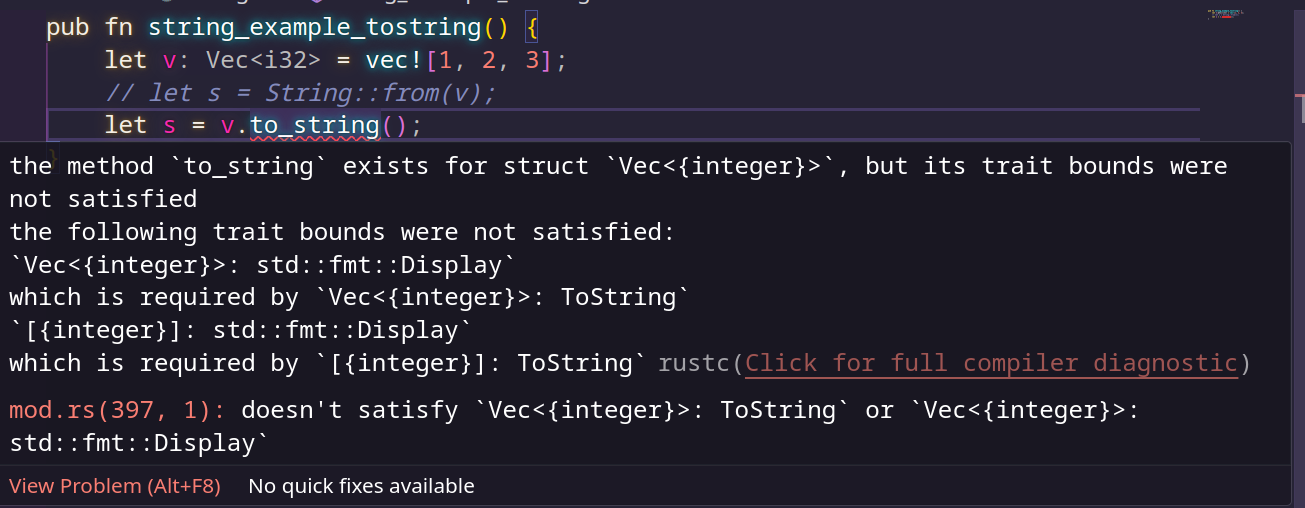 pub fn string_example_tostring() {
let v: Vec<i32> = vec![1, 2, 3];
// let s = String::from(v);
let s = v.to_string();
}
the method `to_string` exists for struct `Vec<{integer}>`, but its trait bounds were
not satisfied
the following trait bounds were not satisfied:
`Vec<{integer}>: std::fmt::Display`
which is required by `Vec<{integer}>: ToString`
`[{integer}]: std::fmt::Display`
which is required by `[{integer}]: ToString` rustc(Click for full compiler diagnostic)
mod.rs(397, 1): doesn't satisfy `Vec<{integer}>: ToString` or `Vec<{integer}>:
std::fmt::Display`
View Problem (Alt+F8) No quick fixes available